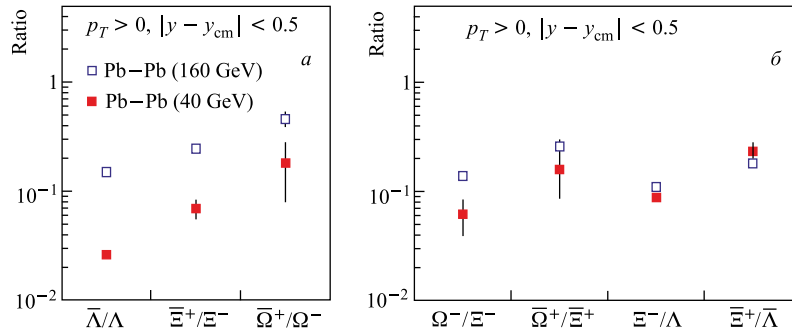 Ratio
p_T > 0, |y − y_cm| < 0.5
а
Pb−Pb (160 GeV)
Pb−Pb (40 GeV)
1
10⁻¹
10⁻²
Λ̅/Λ
Ξ̅⁺/Ξ⁻
Ω̅⁺/Ω⁻
Ratio
p_T > 0, |y − y_cm| < 0.5
б
1
10⁻¹
10⁻²
Ω⁻/Ξ⁻
Ω̅⁺/Ξ̅⁺
Ξ⁻/Λ
Ξ̅⁺/Λ̅